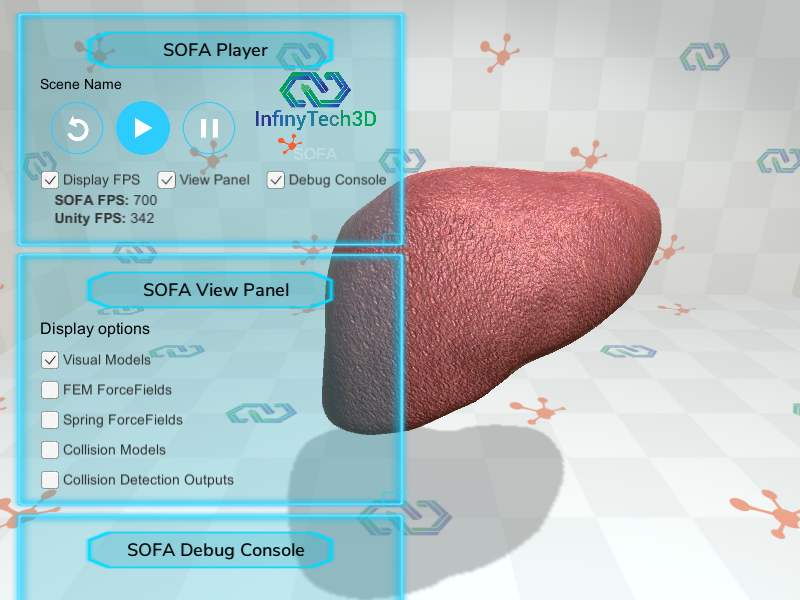 SOFA Player
Scene Name
InfinyTech3D
SOFA
Display FPS View Panel Debug Console
SOFA FPS: 700
Unity FPS: 342
SOFA View Panel
Display options
Visual Models
FEM ForceFields
Spring ForceFields
Collision Models
Collision Detection Outputs
SOFA Debug Console